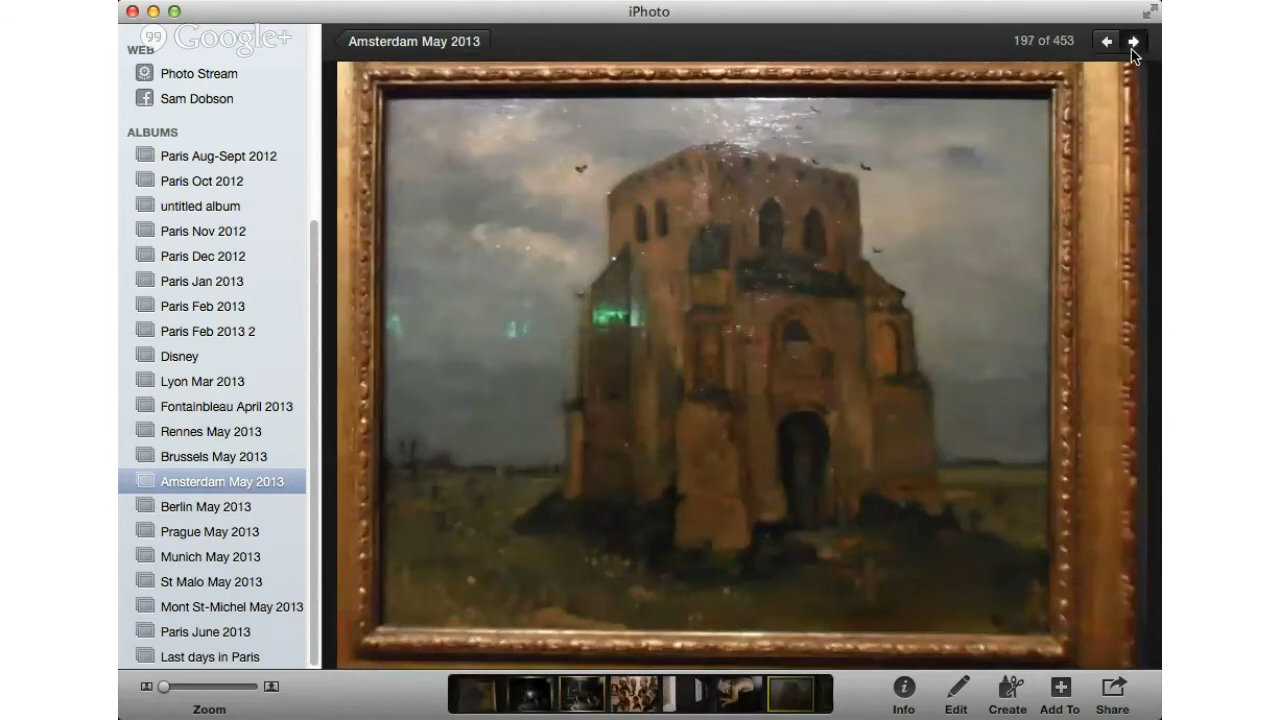 iPhoto
Google+
WEB
Photo Stream
Sam Dobson
ALBUMS
Paris Aug-Sept 2012
Paris Oct 2012
untitled album
Paris Nov 2012
Paris Dec 2012
Paris Jan 2013
Paris Feb 2013
Paris Feb 2013 2
Disney
Lyon Mar 2013
Fontainbleau April 2013
Rennes May 2013
Brussels May 2013
Amsterdam May 2013
Berlin May 2013
Prague May 2013
Munich May 2013
St Malo May 2013
Mont St-Michel May 2013
Paris June 2013
Last days in Paris
Amsterdam May 2013
197 of 453
Zoom
Info
Edit
Create
Add To
Share